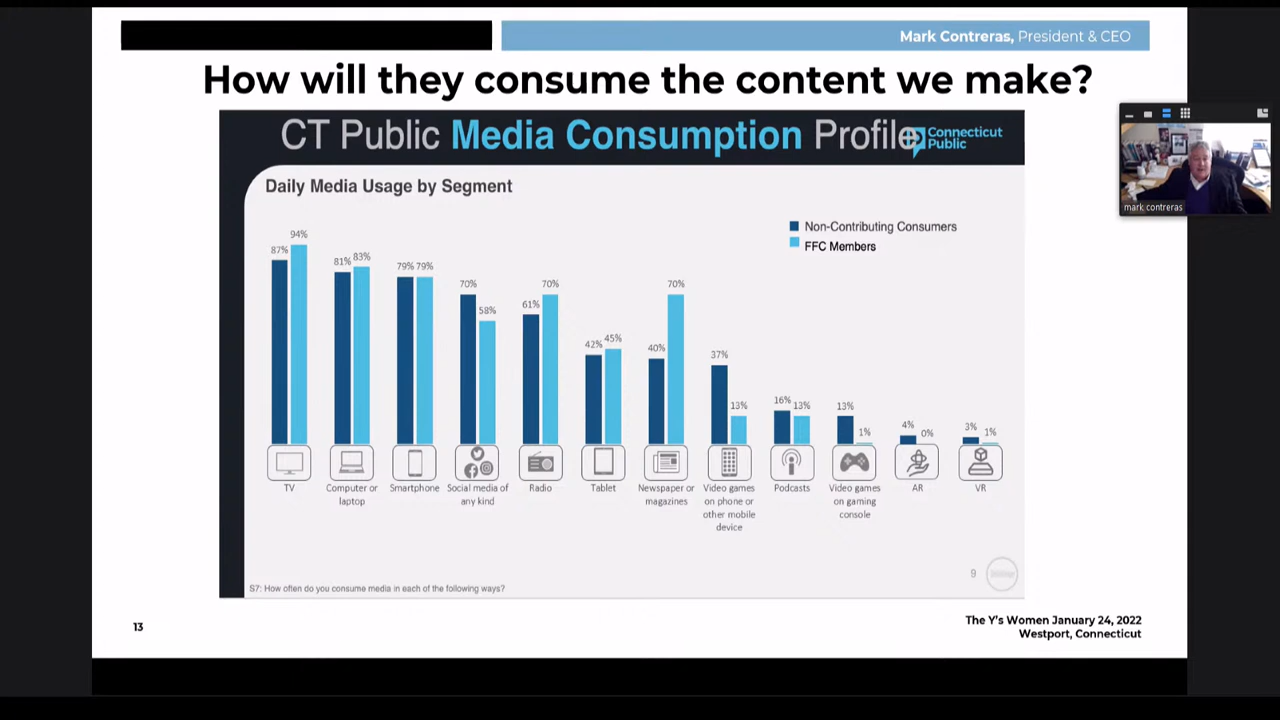 Mark Contreras, President & CEO
How will they consume the content we make?
CT Public Media Consumption Profile
Connecticut
Public
mark contreras
Daily Media Usage by Segment
Non-Contributing Consumers
FFC Members
87% 94% 81% 83% 79% 79% 70% 58% 61% 70% 42% 45% 40% 70% 37% 13% 16% 13% 13% 1% 4% 0% 3% 1%
TV
Computer or
laptop
Smartphone
Social media of
any kind
Radio
Tablet
Newspaper or
magazines
Video games
on phone or
other mobile
device
Podcasts
Video games
on gaming
console
AR
VR
S7: How often do you consume media in each of the following ways?
9
13
The Y's Women January 24, 2022
Westport, Connecticut